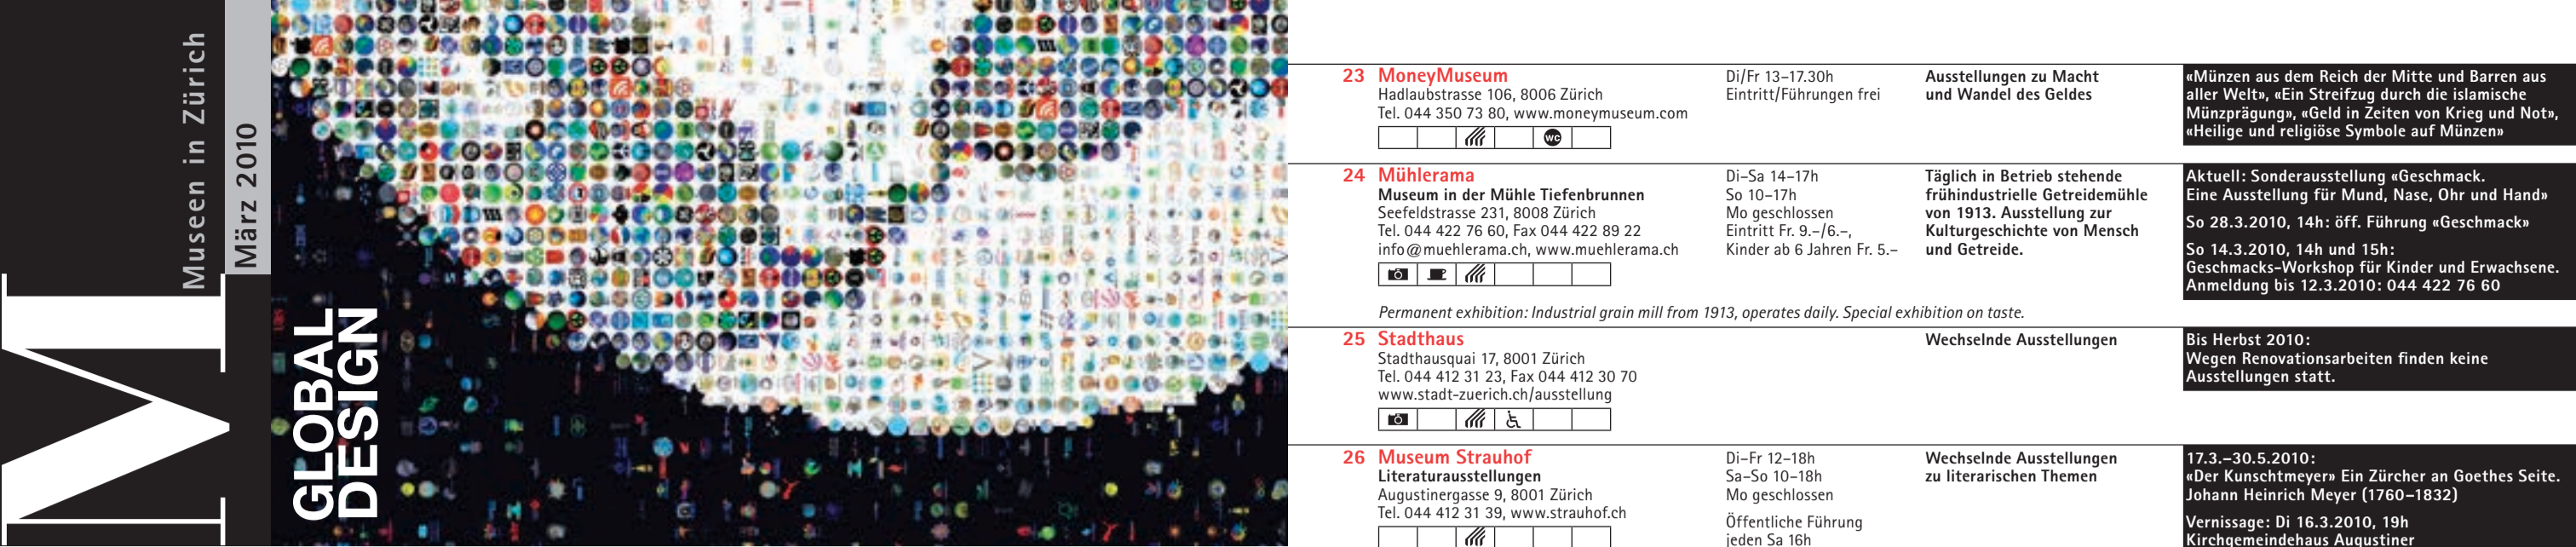 M
Museen in Zürich
März 2010
GLOBAL
DESIGN
23 MoneyMuseum
Hadlaubstrasse 106, 8006 Zürich
Tel. 044 350 73 80, www.moneymuseum.com
WC
Di/Fr 13–17.30h
Eintritt/Führungen frei
Ausstellungen zu Macht
und Wandel des Geldes
«Münzen aus dem Reich der Mitte und Barren aus
aller Welt», «Ein Streifzug durch die islamische
Münzprägung», «Geld in Zeiten von Krieg und Not»,
«Heilige und religiöse Symbole auf Münzen»
24 Mühlerama
Museum in der Mühle Tiefenbrunnen
Seefeldstrasse 231, 8008 Zürich
Tel. 044 422 76 60, Fax 044 422 89 22
info@muehlerama.ch, www.muehlerama.ch
Di–Sa 14–17h
So 10–17h
Mo geschlossen
Eintritt Fr. 9.–/6.–,
Kinder ab 6 Jahren Fr. 5.–
Täglich in Betrieb stehende
frühindustrielle Getreidemühle
von 1913. Ausstellung zur
Kulturgeschichte von Mensch
und Getreide.
Aktuell: Sonderausstellung «Geschmack.
Eine Ausstellung für Mund, Nase, Ohr und Hand»
So 28.3.2010, 14h: öff. Führung «Geschmack»
So 14.3.2010, 14h und 15h:
Geschmacks-Workshop für Kinder und Erwachsene.
Anmeldung bis 12.3.2010: 044 422 76 60
Permanent exhibition: Industrial grain mill from 1913, operates daily. Special exhibition on taste.
25 Stadthaus
Stadthausquai 17, 8001 Zürich
Tel. 044 412 31 23, Fax 044 412 30 70
www.stadt-zuerich.ch/ausstellung
Wechselnde Ausstellungen
Bis Herbst 2010:
Wegen Renovationsarbeiten finden keine
Ausstellungen statt.
26 Museum Strauhof
Literaturausstellungen
Augustinergasse 9, 8001 Zürich
Tel. 044 412 31 39, www.strauhof.ch
Di–Fr 12–18h
Sa–So 10–18h
Mo geschlossen
Öffentliche Führung
jeden Sa 16h
Wechselnde Ausstellungen
zu literarischen Themen
17.3.–30.5.2010:
«Der Kunschtmeyer» Ein Zürcher an Goethes Seite.
Johann Heinrich Meyer (1760–1832)
Vernissage: Di 16.3.2010, 19h
Kirchgemeindehaus Augustiner